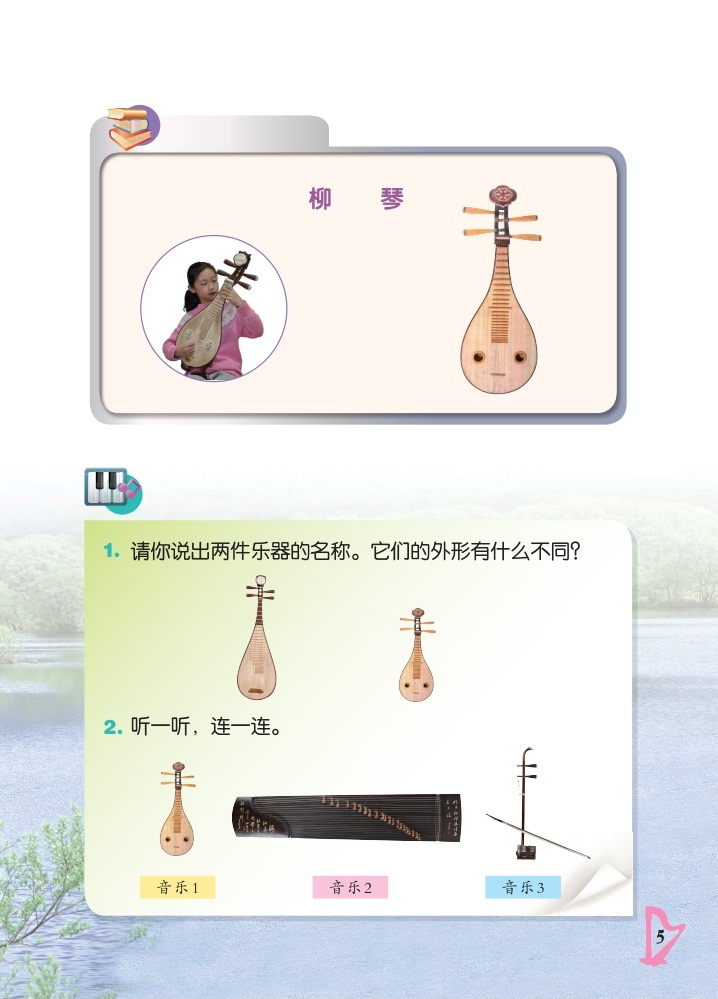 柳 琴
1. 请你说出两件乐器的名称。它们的外形有什么不同？
2. 听一听，连一连。
音乐1 音乐2 音乐3
5